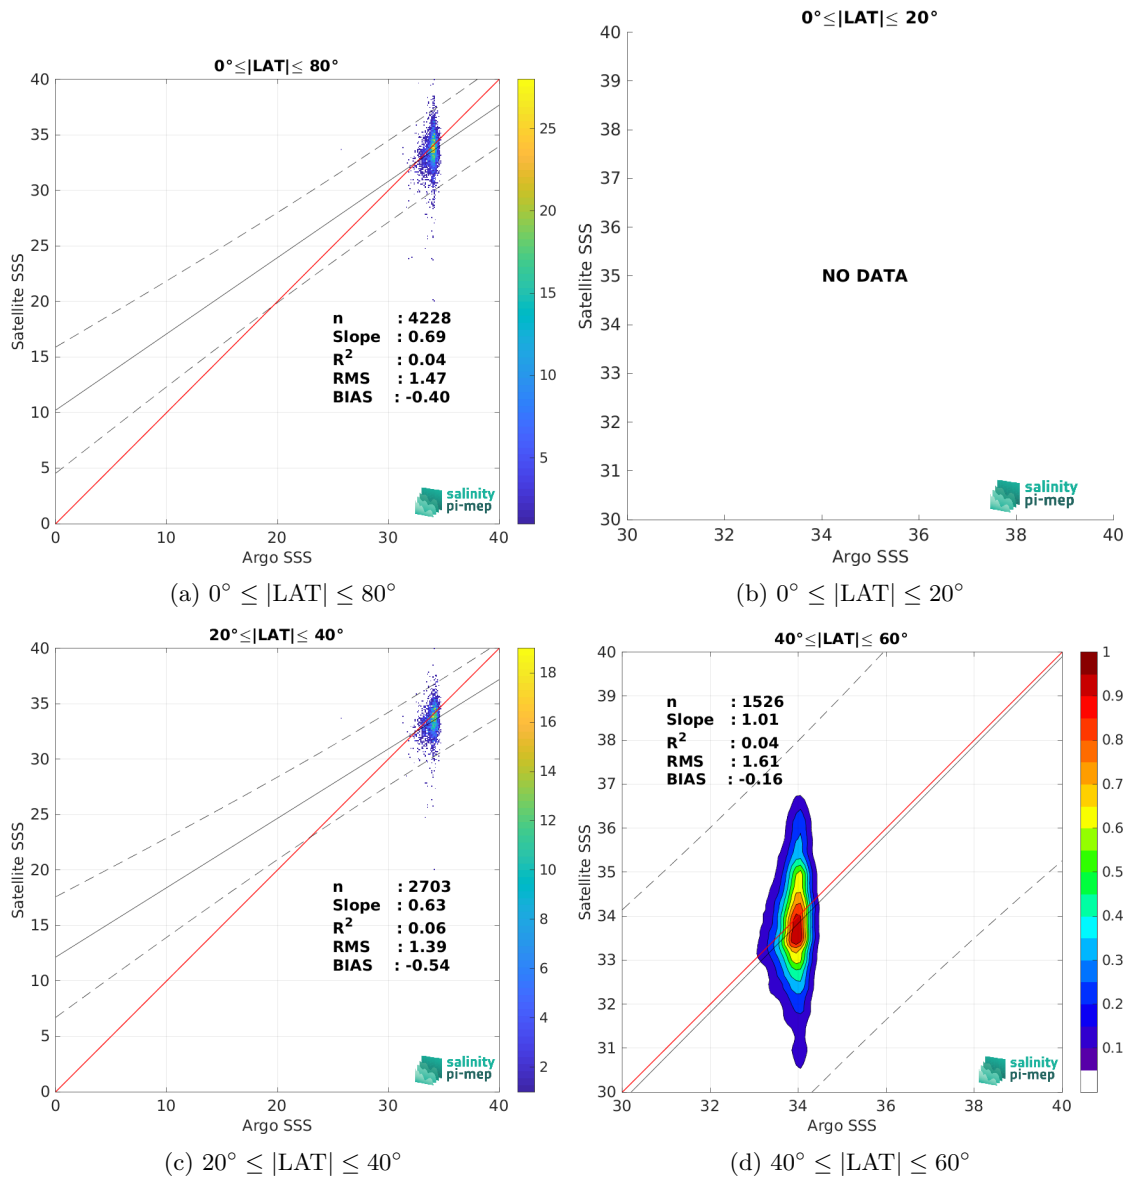 0°≤|LAT|≤ 80°
40
35
30
25
20
15
10
5
0
0
10
20
30
40
Satellite SSS
Argo SSS
n : 4228
Slope : 0.69
R² : 0.04
RMS : 1.47
BIAS : -0.40
25
20
15
10
5
salinity
pi-mep
(a) 0° ≤ |LAT| ≤ 80°
0°≤|LAT|≤ 20°
40
39
38
37
36
35
34
33
32
31
30
30
32
34
36
38
40
Satellite SSS
Argo SSS
NO DATA
salinity
pi-mep
(b) 0° ≤ |LAT| ≤ 20°
20°≤|LAT|≤ 40°
40
35
30
25
20
15
10
5
0
0
10
20
30
40
Satellite SSS
Argo SSS
n : 2703
Slope : 0.63
R² : 0.06
RMS : 1.39
BIAS : -0.54
18
16
14
12
10
8
6
4
2
salinity
pi-mep
(c) 20° ≤ |LAT| ≤ 40°
40°≤|LAT|≤ 60°
40
39
38
37
36
35
34
33
32
31
30
30
32
34
36
38
40
Satellite SSS
Argo SSS
n : 1526
Slope : 1.01
R² : 0.04
RMS : 1.61
BIAS : -0.16
1
0.9
0.8
0.7
0.6
0.5
0.4
0.3
0.2
0.1
salinity
pi-mep
(d) 40° ≤ |LAT| ≤ 60°